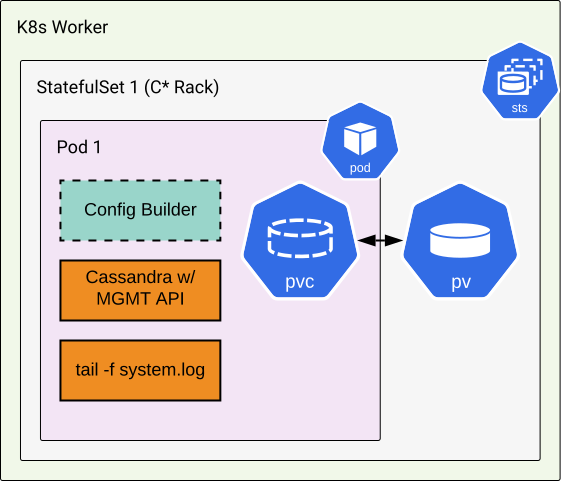 K8s Worker
StatefulSet 1 (C* Rack)
sts
Pod 1
pod
Config Builder
Cassandra w/
MGMT API
pvc
pv
tail -f system.log